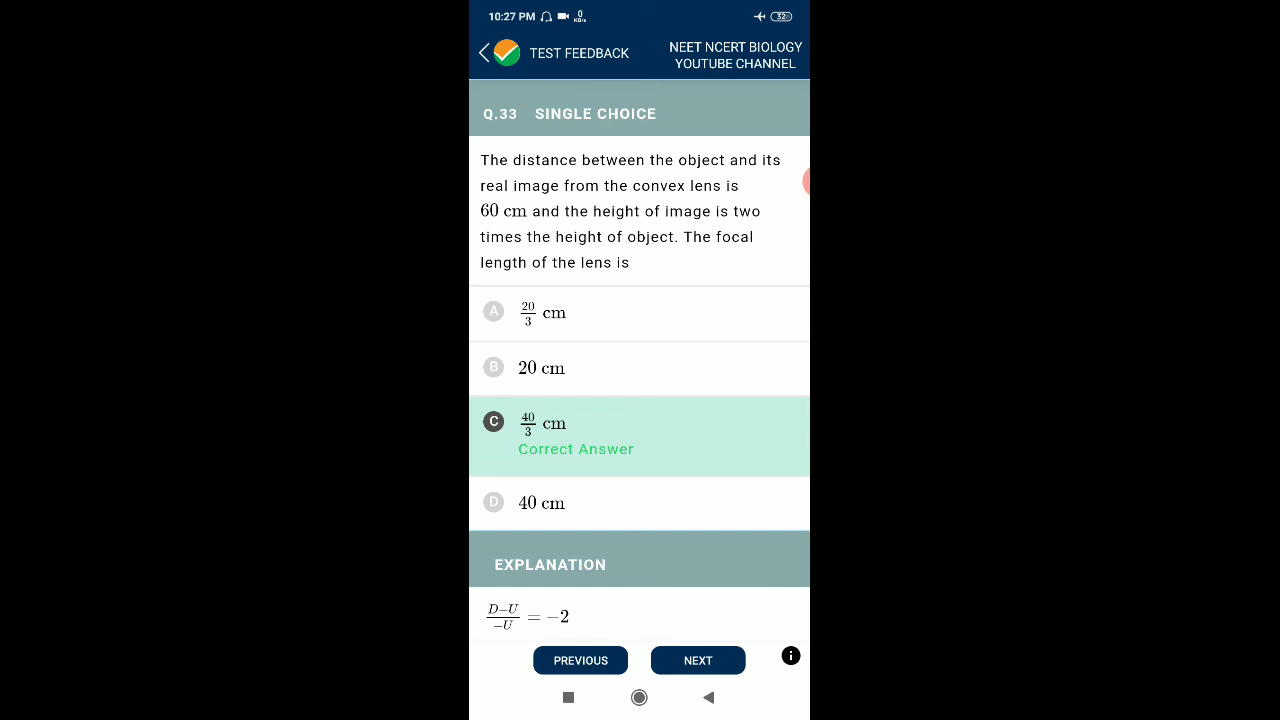 10:27 PM 0 KB/s 32
TEST FEEDBACK
NEET NCERT BIOLOGY
YOUTUBE CHANNEL
Q.33 SINGLE CHOICE
The distance between the object and its
real image from the convex lens is
60 cm and the height of image is two
times the height of object. The focal
length of the lens is
A 20/3 cm
B 20 cm
C 40/3 cm
Correct Answer
D 40 cm
EXPLANATION
D−U/−U = −2
PREVIOUS NEXT